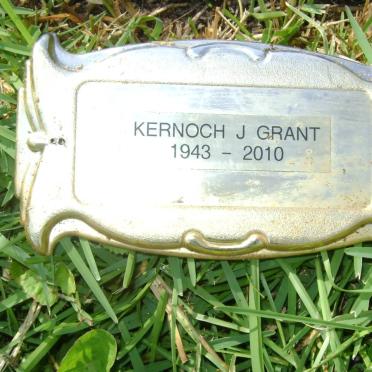 KERNOCH J GRANT
1943 - 2010